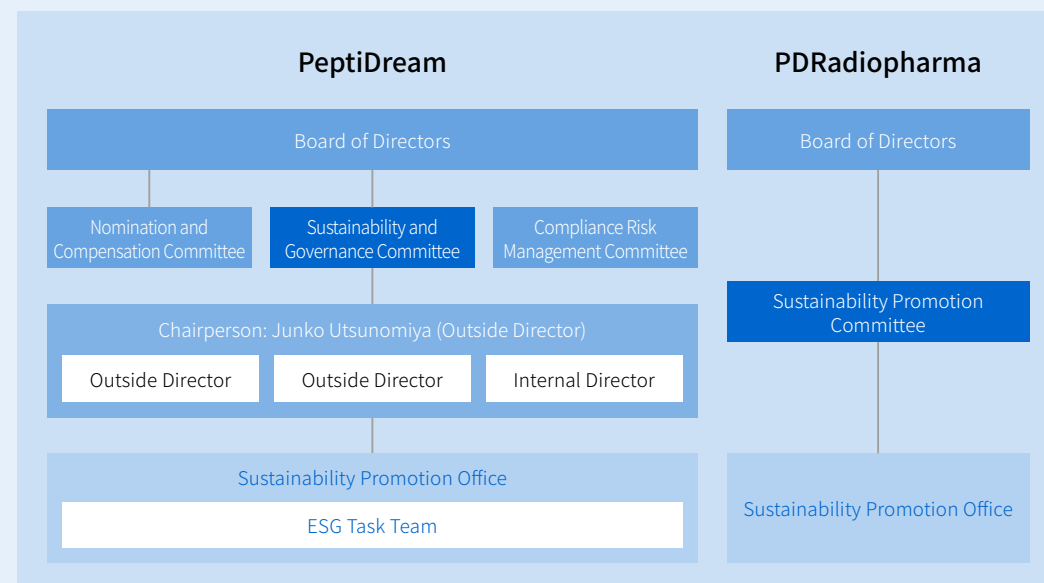 PeptiDream
Board of Directors
Nomination and
Compensation Committee
Sustainability and
Governance Committee
Compliance Risk
Management Committee
Chairperson: Junko Utsunomiya (Outside Director)
Outside Director
Outside Director
Internal Director
Sustainability Promotion Office
ESG Task Team
PDRadiopharma
Board of Directors
Sustainability Promotion
Committee
Sustainability Promotion Office